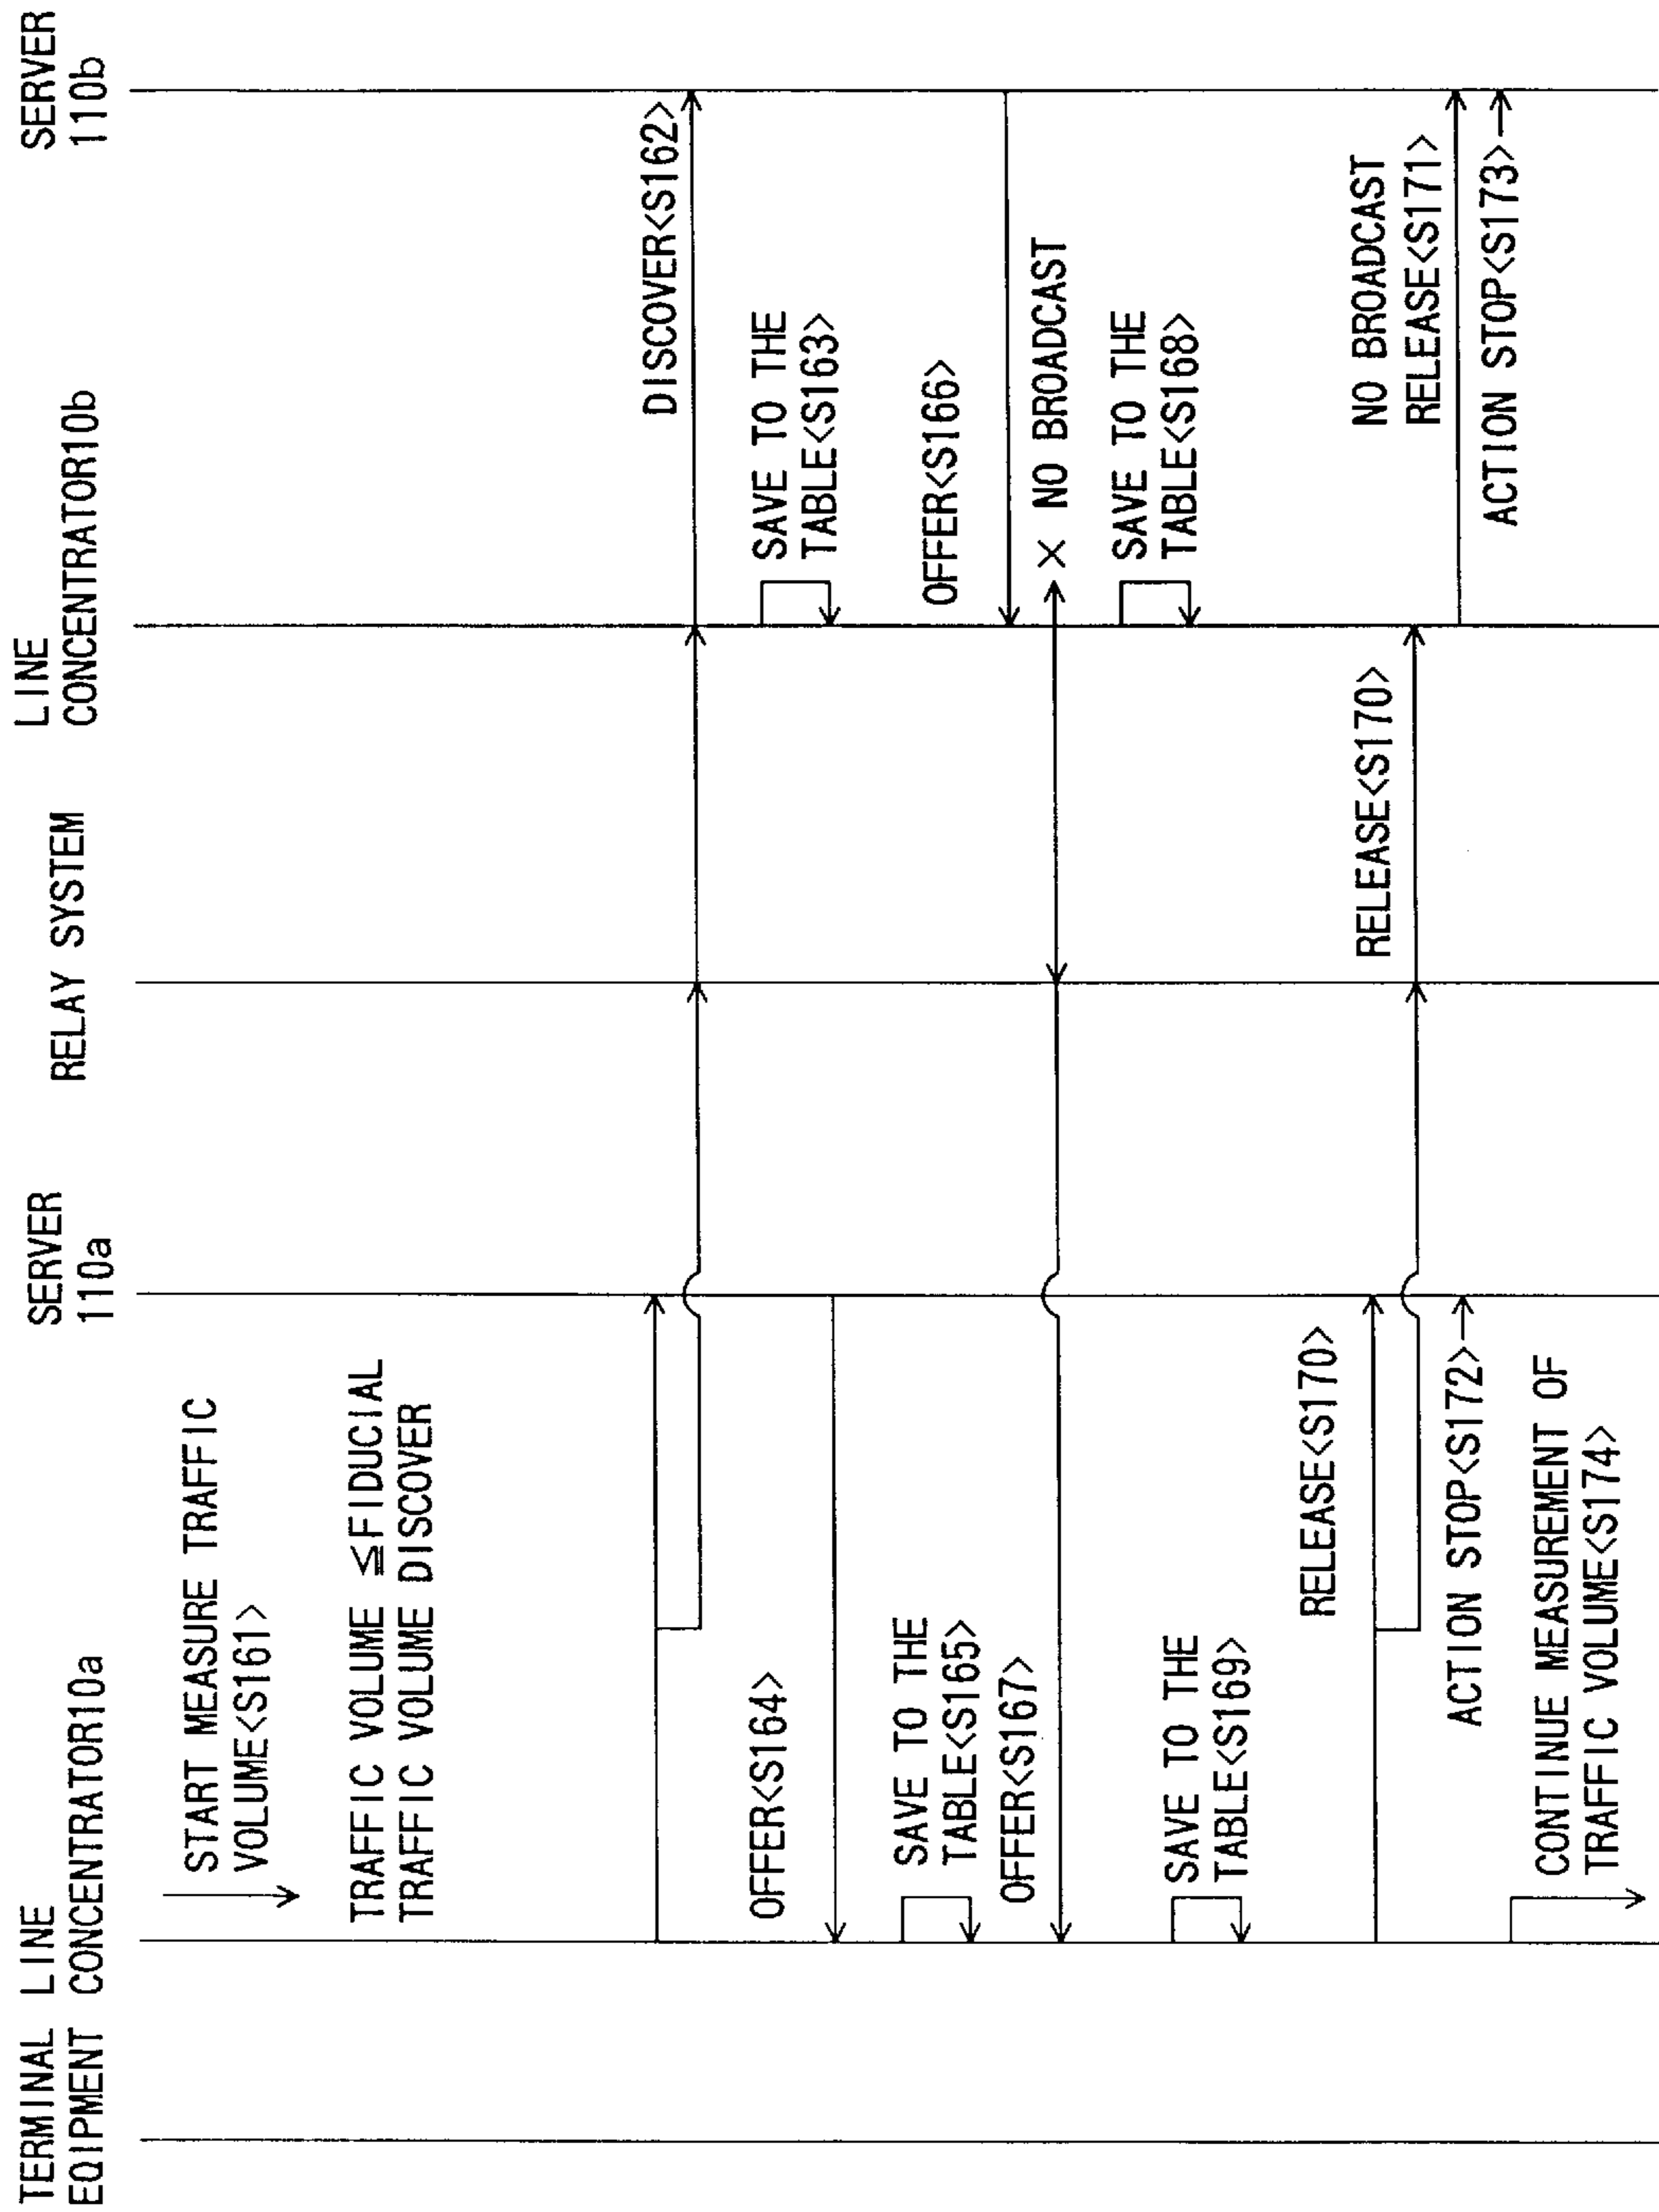 TERMINAL
EQIPMENT
LINE
CONCENTRATOR10a
SERVER
110a
RELAY SYSTEM
LINE
CONCENTRATOR10b
SERVER
110b
START MEASURE TRAFFIC
VOLUME<S161>
TRAFFIC VOLUME ≦FIDUCIAL
TRAFFIC VOLUME DISCOVER
DISCOVER<S162>
SAVE TO THE
TABLE<S163>
OFFER<S164>
SAVE TO THE
TABLE<S165>
OFFER<S166>
OFFER<S167>
× NO BROADCAST
SAVE TO THE
TABLE<S168>
SAVE TO THE
TABLE<S169>
RELEASE<S170>
RELEASE<S170>
NO BROADCAST
RELEASE<S171>
ACTION STOP<S172>
ACTION STOP<S173>
CONTINUE MEASUREMENT OF
TRAFFIC VOLUME<S174>